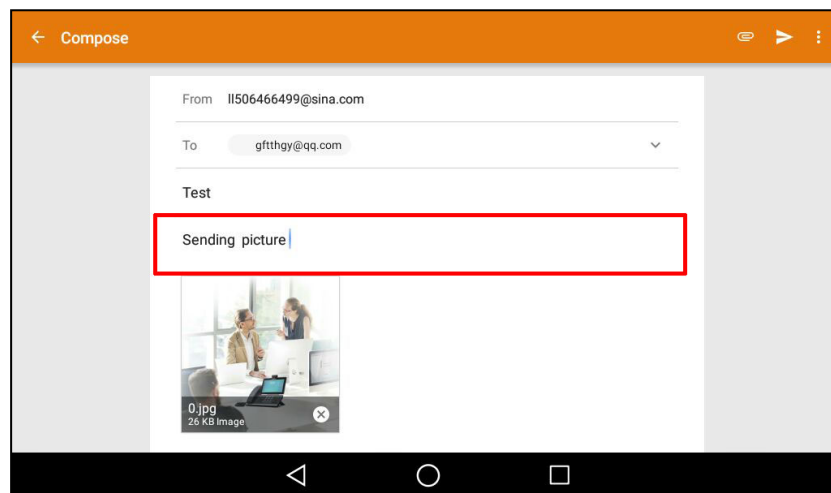 Compose
From ll506466499@sina.com
To gftthgy@qq.com
Test
Sending picture
0.jpg
26 KB Image